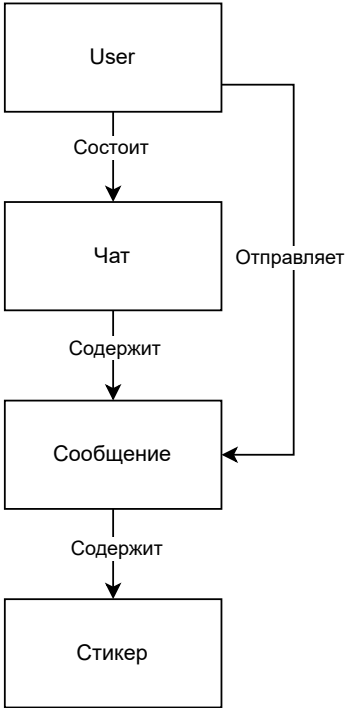 User
Состоит
Чат
Отправляет
Содержит
Сообщение
Содержит
Стикер